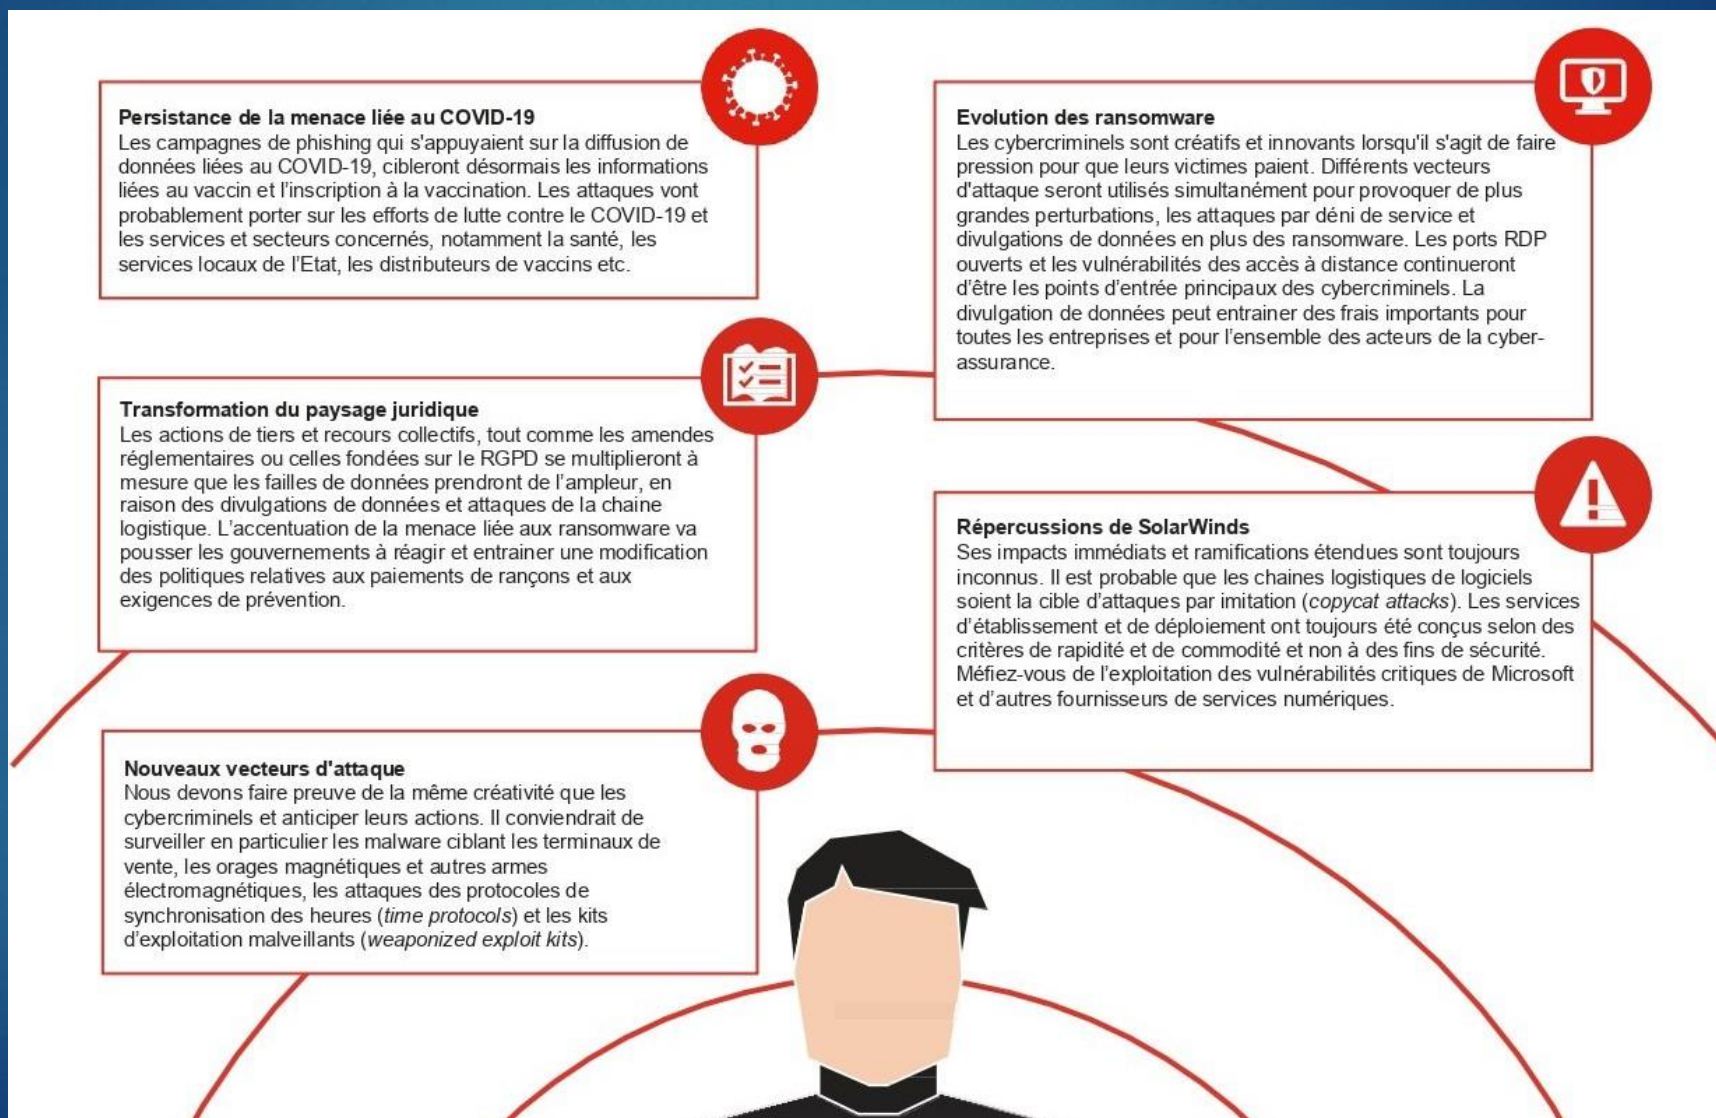 Persistance de la menace liée au COVID-19
Les campagnes de phishing qui s'appuyaient sur la diffusion de
données liées au COVID-19, cibleront désormais les informations
liées au vaccin et l'inscription à la vaccination. Les attaques vont
probablement porter sur les efforts de lutte contre le COVID-19 et
les services et secteurs concernés, notamment la santé, les
services locaux de l'Etat, les distributeurs de vaccins etc.
Evolution des ransomware
Les cybercriminels sont créatifs et innovants lorsqu'il s'agit de faire
pression pour que leurs victimes paient. Différents vecteurs
d'attaque seront utilisés simultanément pour provoquer de plus
grandes perturbations, les attaques par déni de service et
divulgations de données en plus des ransomware. Les ports RDP
ouverts et les vulnérabilités des accès à distance continueront
d'être les points d'entrée principaux des cybercriminels. La
divulgation de données peut entrainer des frais importants pour
toutes les entreprises et pour l'ensemble des acteurs de la cyber-
assurance.
Transformation du paysage juridique
Les actions de tiers et recours collectifs, tout comme les amendes
réglementaires ou celles fondées sur le RGPD se multiplieront à
mesure que les failles de données prendront de l'ampleur, en
raison des divulgations de données et attaques de la chaine
logistique. L'accentuation de la menace liée aux ransomware va
pousser les gouvernements à réagir et entrainer une modification
des politiques relatives aux paiements de rançons et aux
exigences de prévention.
Répercussions de SolarWinds
Ses impacts immédiats et ramifications étendues sont toujours
inconnus. Il est probable que les chaines logistiques de logiciels
soient la cible d'attaques par imitation (copycat attacks). Les services
d'établissement et de déploiement ont toujours été conçus selon des
critères de rapidité et de commodité et non à des fins de sécurité.
Méfiez-vous de l'exploitation des vulnérabilités critiques de Microsoft
et d'autres fournisseurs de services numériques.
Nouveaux vecteurs d'attaque
Nous devons faire preuve de la même créativité que les
cybercriminels et anticiper leurs actions. Il conviendrait de
surveiller en particulier les malware ciblant les terminaux de
vente, les orages magnétiques et autres armes
électromagnétiques, les attaques des protocoles de
synchronisation des heures (time protocols) et les kits
d'exploitation malveillants (weaponized exploit kits).